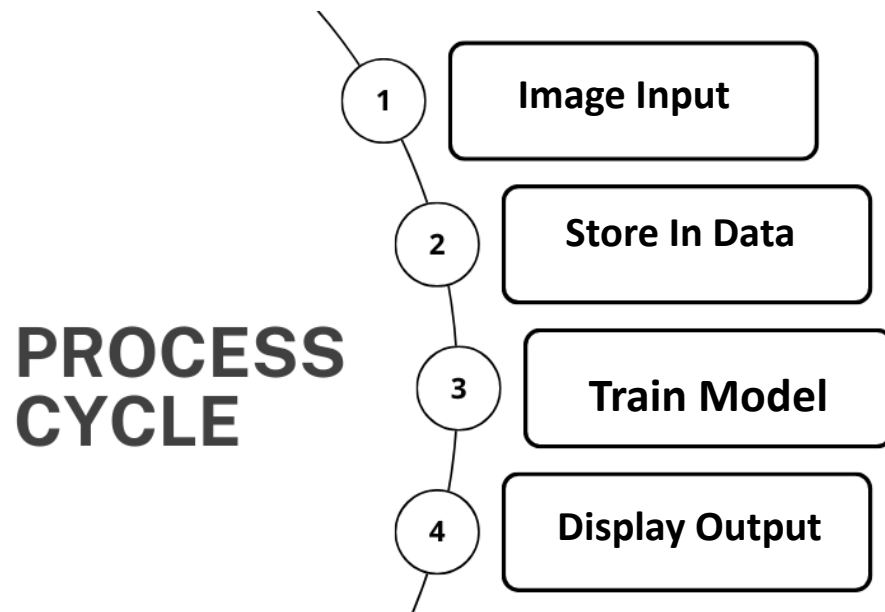 1
Image Input
2
Store In Data
PROCESS
CYCLE
3
Train Model
4
Display Output